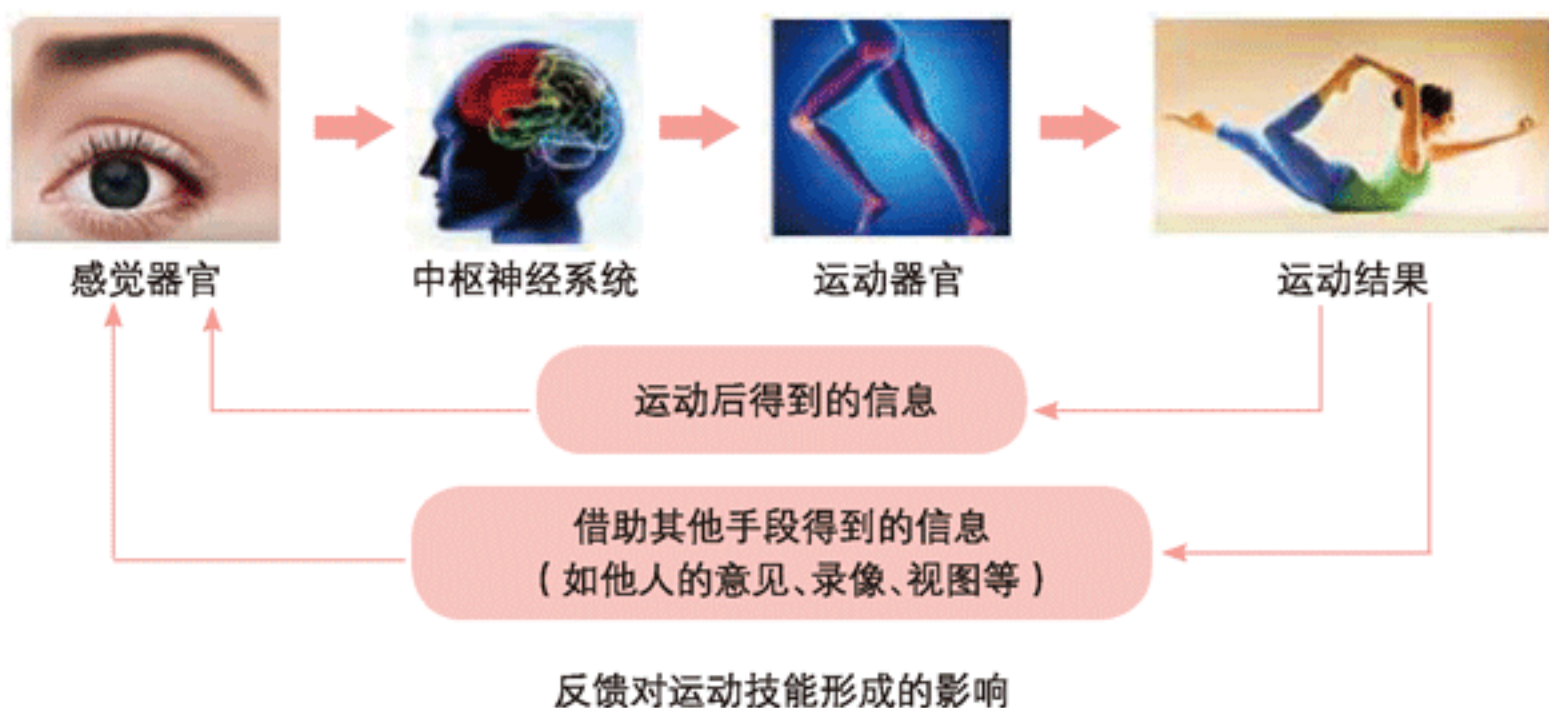 感觉器官
中枢神经系统
运动器官
运动结果
运动后得到的信息
借助其他手段得到的信息
（如他人的意见、录像、视图等）
反馈对运动技能形成的影响